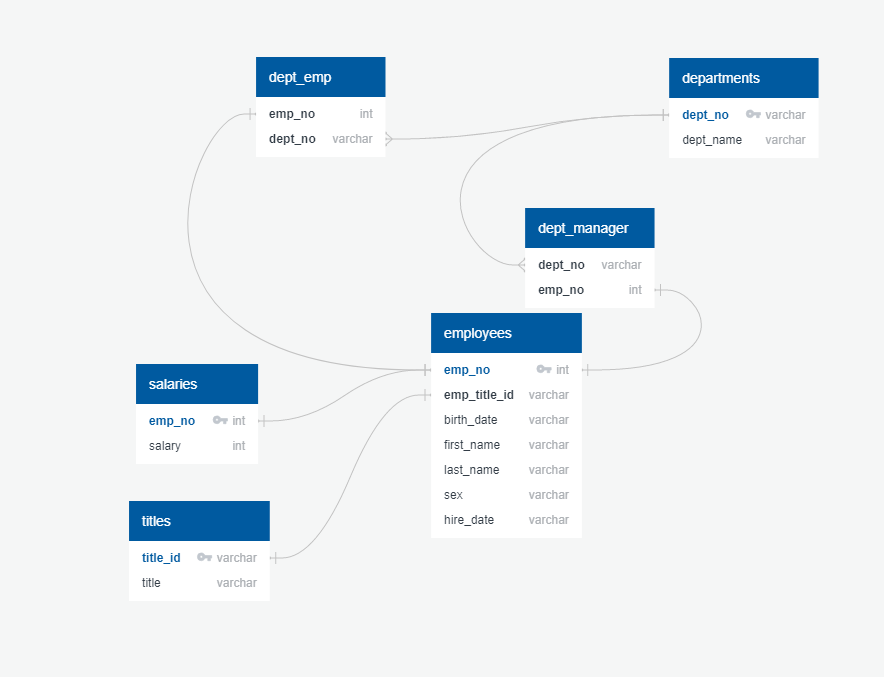 dept_emp
emp_no int
dept_no varchar
departments
dept_no varchar
dept_name varchar
dept_manager
dept_no varchar
emp_no int
employees
emp_no int
emp_title_id varchar
birth_date varchar
first_name varchar
last_name varchar
sex varchar
hire_date varchar
salaries
emp_no int
salary int
titles
title_id varchar
title varchar